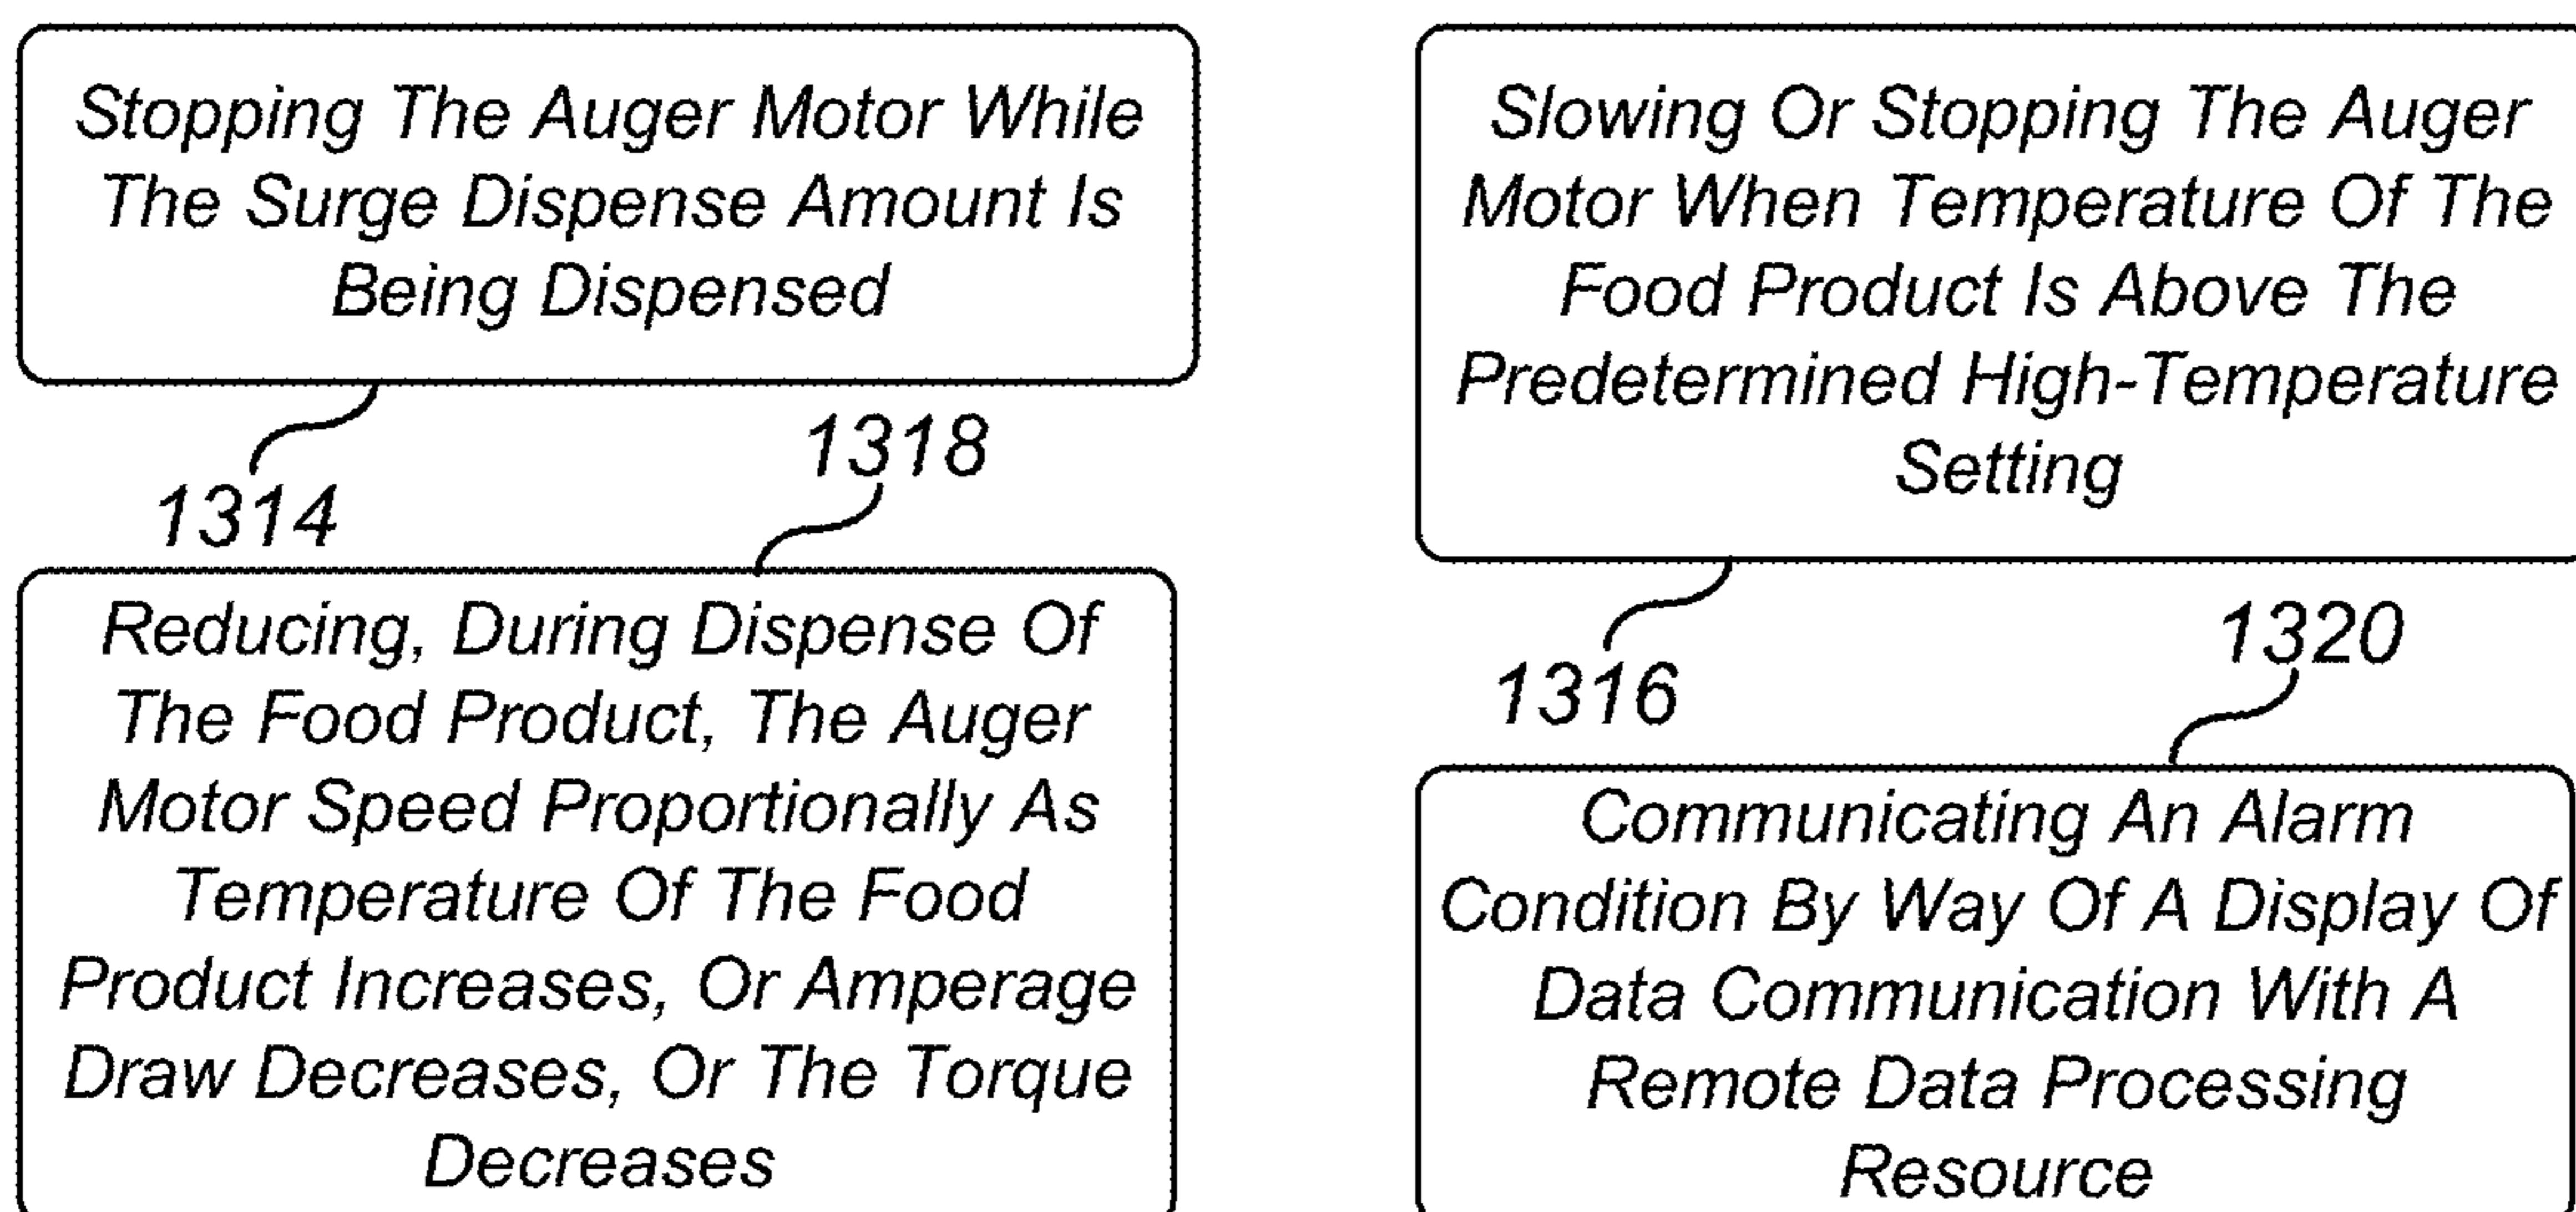 Stopping The Auger Motor While
The Surge Dispense Amount Is
Being Dispensed
1314
1318
Reducing, During Dispense Of
The Food Product, The Auger
Motor Speed Proportionally As
Temperature Of The Food
Product Increases, Or Amperage
Draw Decreases, Or The Torque
Decreases
Slowing Or Stopping The Auger
Motor When Temperature Of The
Food Product Is Above The
Predetermined High-Temperature
Setting
1316
1320
Communicating An Alarm
Condition By Way Of A Display Of
Data Communication With A
Remote Data Processing
Resource